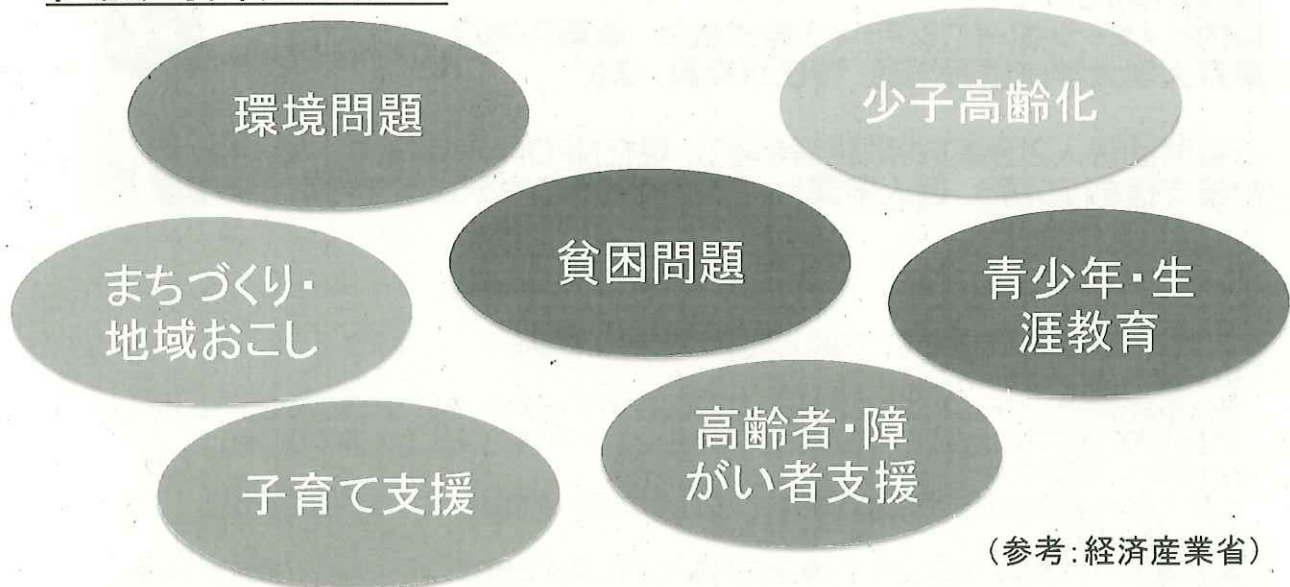 環境問題
少子高齢化
貧困問題
まちづくり・
地域おこし
青少年・生
涯教育
子育て支援
高齢者・障
がい者支援
(参考:経済産業省)